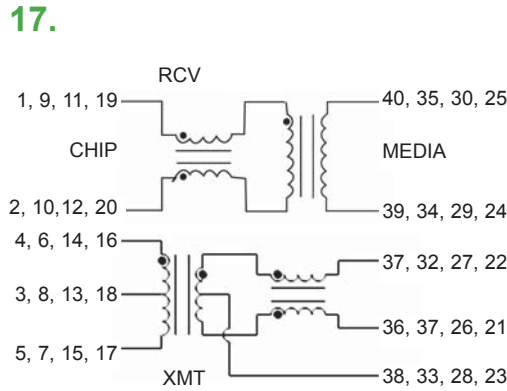 17.
RCV
1, 9, 11, 19
40, 35, 30, 25
CHIP
MEDIA
2, 10,12, 20
39, 34, 29, 24
4, 6, 14, 16
37, 32, 27, 22
3, 8, 13, 18
36, 37, 26, 21
5, 7, 15, 17
XMT
38, 33, 28, 23